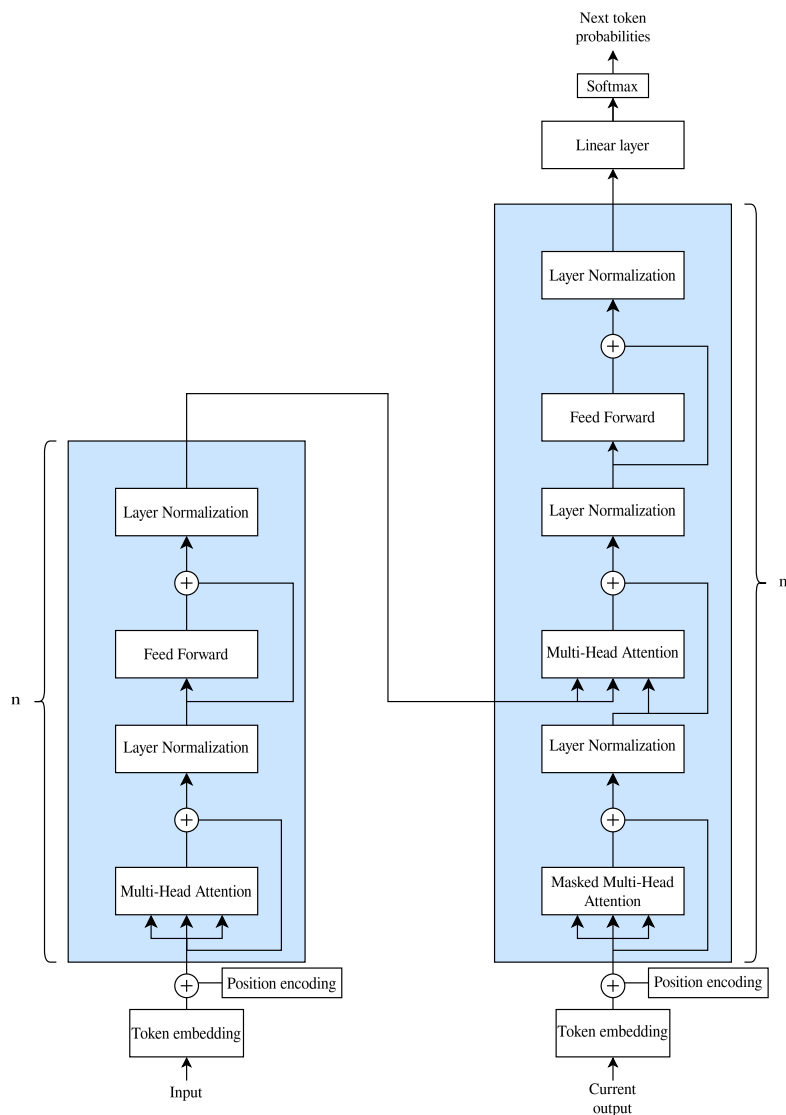 Next token
probabilities
Softmax
Linear layer
Layer Normalization
Feed Forward
Layer Normalization
Multi-Head Attention
Layer Normalization
Masked Multi-Head
Attention
Position encoding
Token embedding
Current
output
n
Layer Normalization
Feed Forward
Layer Normalization
Multi-Head Attention
Position encoding
Token embedding
Input
n